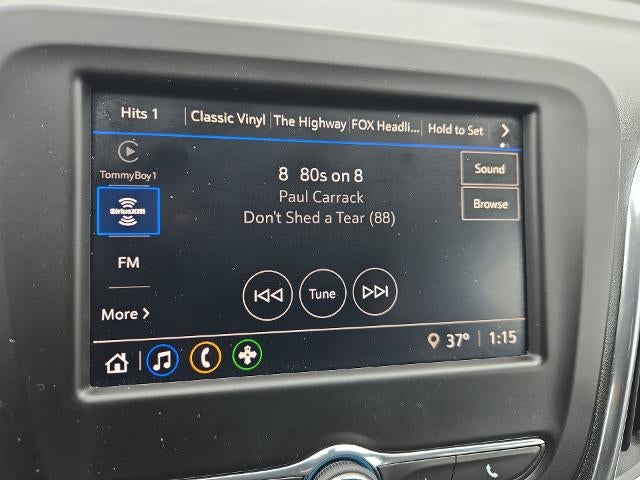 Hits 1 Classic Vinyl The Highway FOX Headli... Hold to Set >
TommyBoy1
8 80s on 8
Paul Carrack
Don't Shed a Tear (88)
Sound
Browse
SiriusXM
FM
Tune
More >
37° 1:15